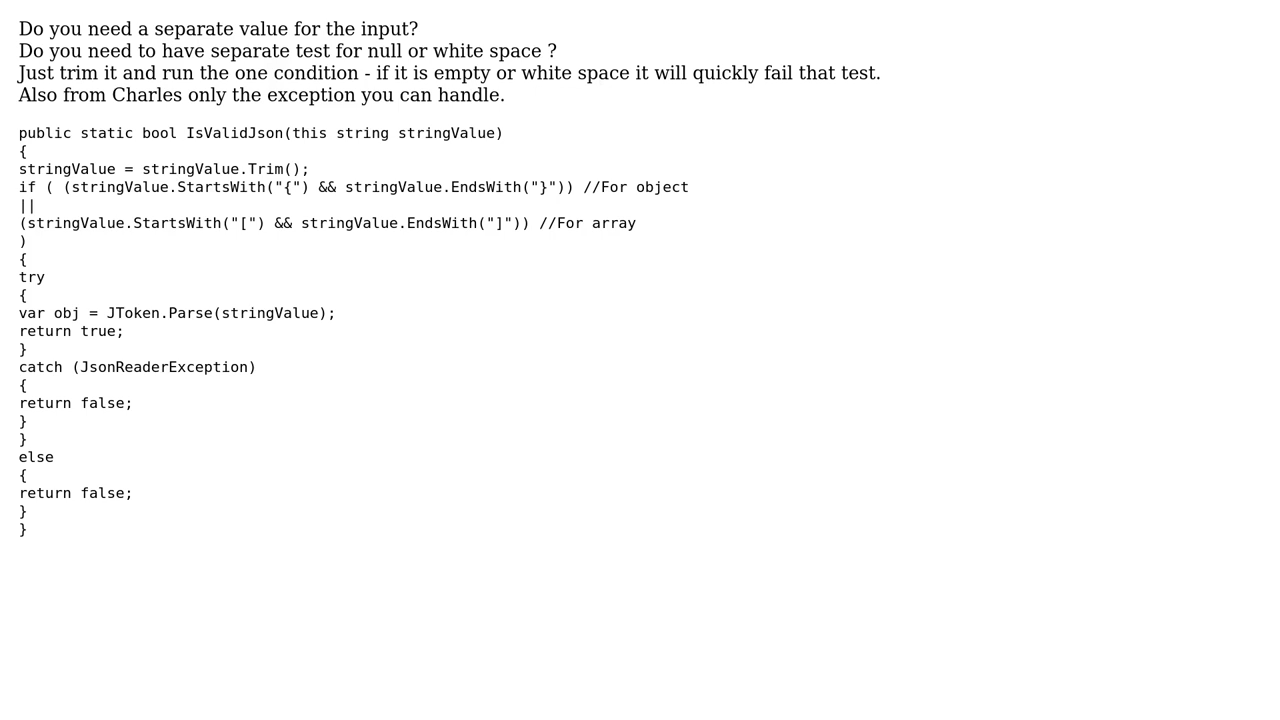 Do you need a separate value for the input?
Do you need to have separate test for null or white space ?
Just trim it and run the one condition - if it is empty or white space it will quickly fail that test.
Also from Charles only the exception you can handle.
public static bool IsValidJson(this string stringValue)
{
stringValue = stringValue.Trim();
if ( (stringValue.StartsWith("{") && stringValue.EndsWith("}")) //For object
||
(stringValue.StartsWith("[") && stringValue.EndsWith("]")) //For array
)
{
try
{
var obj = JToken.Parse(stringValue);
return true;
}
catch (JsonReaderException)
{
return false;
}
}
else
{
return false;
}
}